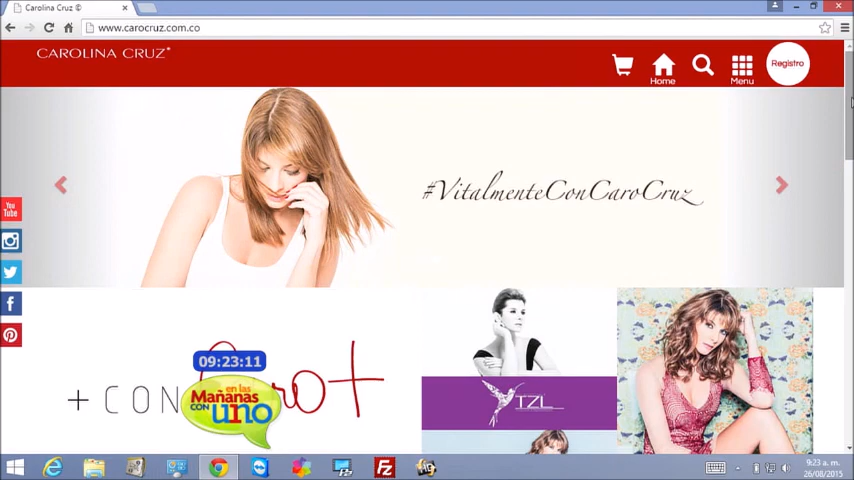 Carolina Cruz ©
www.carocruz.com.co
CAROLINA CRUZ*
Home
Menu
Registro
#VitalmenteConCaroCruz
You
Tube
09:23:11
+ CON
en las
Mañanas
CON uno
TZL
9:23 a. m.
26/08/2015